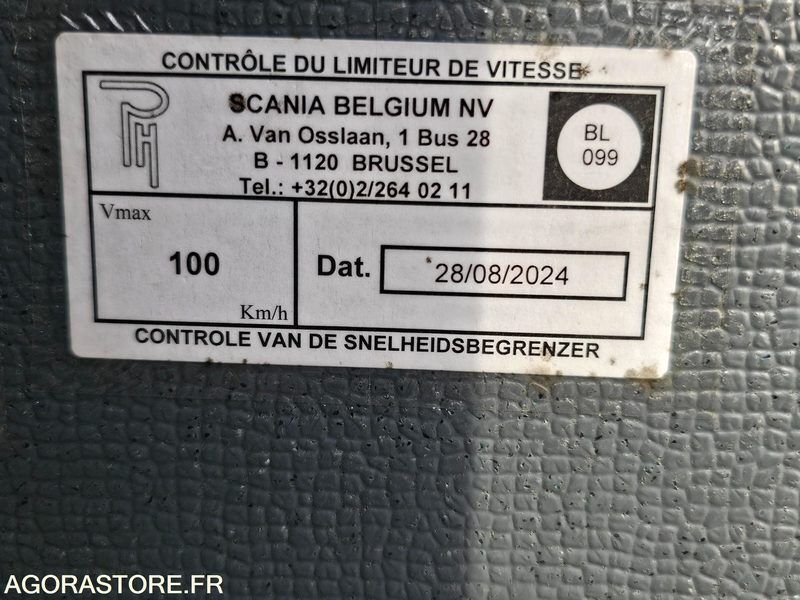 CONTRÔLE DU LIMITEUR DE VITESSE
PH
SCANIA BELGIUM NV
A. Van Osslaan, 1 Bus 28
B - 1120 BRUSSEL
Tel.: +32(0)2/264 02 11
BL
099
Vmax
100
Km/h
Dat.
28/08/2024
CONTROLE VAN DE SNELHEIDSBEGRENZER
AGORASTORE.FR